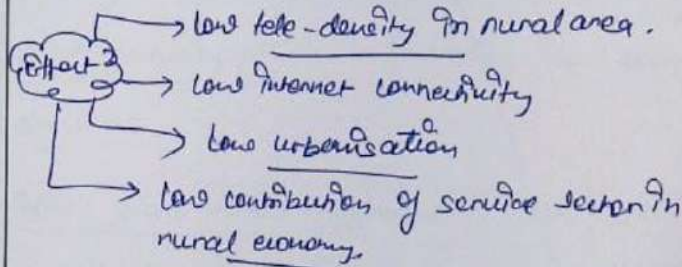 → low tele-density in rural area.
Effect
→ low internet connectivity
→ low urbanisation
→ low contribution of service sector in
rural economy.